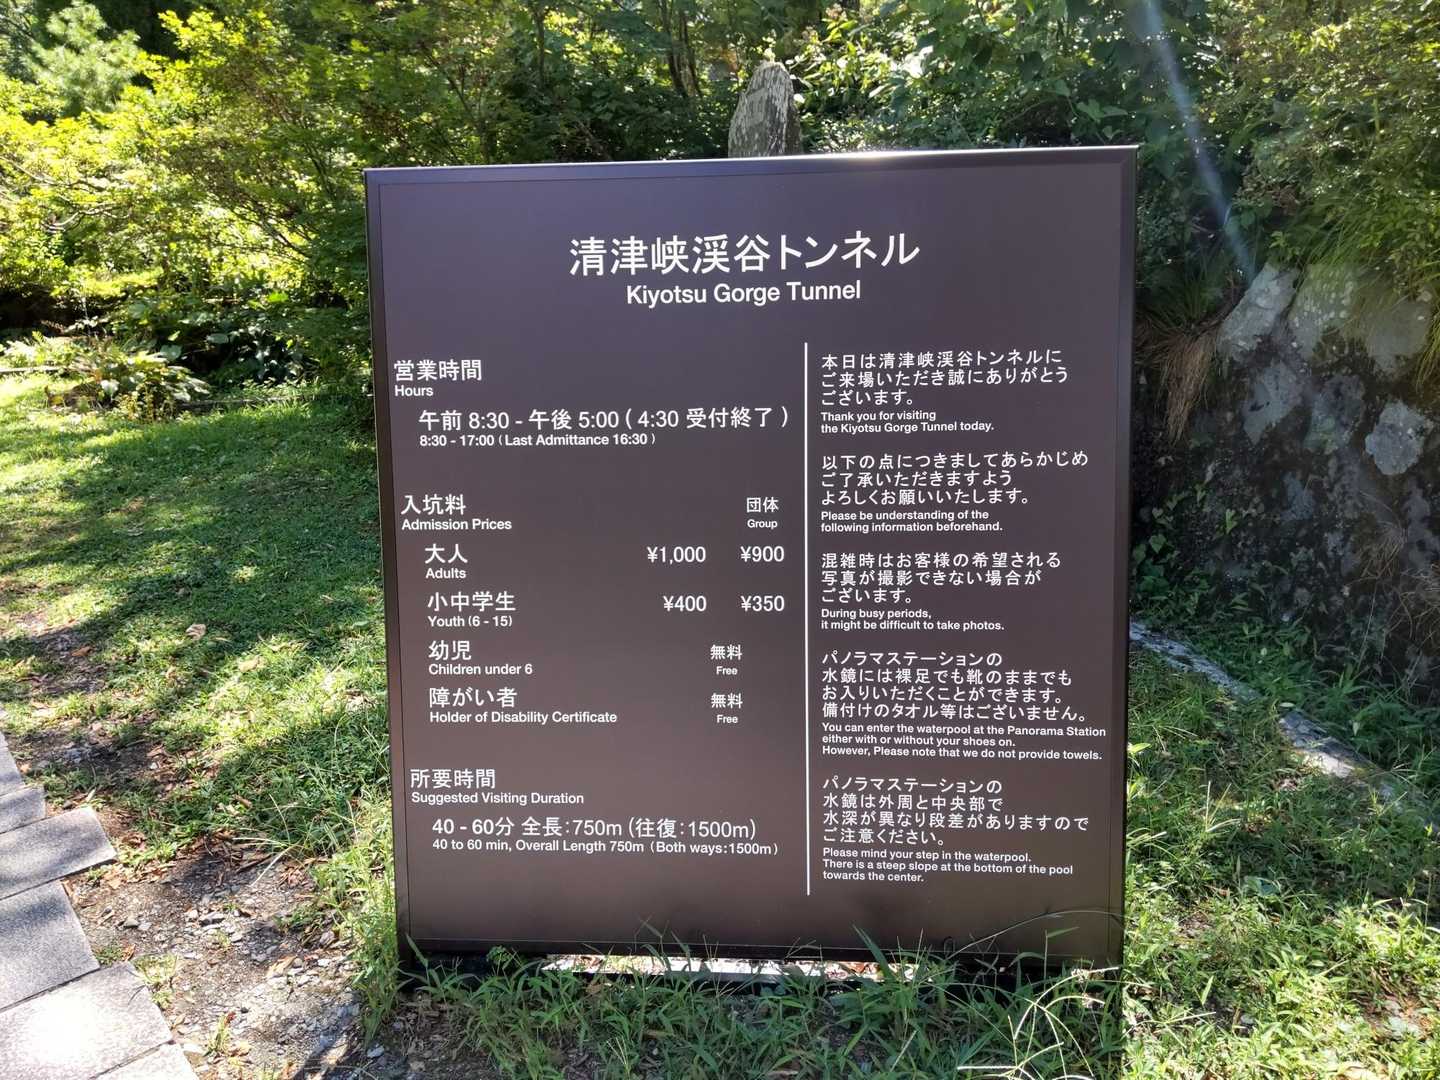 清津峡渓谷トンネル
Kiyotsu Gorge Tunnel
営業時間
Hours
午前 8:30 - 午後 5:00 ( 4:30 受付終了 )
8:30 - 17:00 ( Last Admittance 16:30 )
入坑料 団体
Admission Prices Group
大人 ¥1,000 ¥900
Adults
小中学生 ¥400 ¥350
Youth (6 - 15)
幼児 無料
Children under 6 Free
障がい者 無料
Holder of Disability Certificate Free
所要時間
Suggested Visiting Duration
40 - 60分 全長:750m (往復:1500m)
40 to 60 min, Overall Length 750m (Both ways:1500m)
本日は清津峡渓谷トンネルに
ご来場いただき誠にありがとう
ございます。
Thank you for visiting
the Kiyotsu Gorge Tunnel today.
以下の点につきましてあらかじめ
ご了承いただきますよう
よろしくお願いいたします。
Please be understanding of the
following information beforehand.
混雑時はお客様の希望される
写真が撮影できない場合が
ございます。
During busy periods,
it might be difficult to take photos.
パノラマステーションの
水鏡には裸足でも靴のままでも
お入りいただくことができます。
備付けのタオル等はございません。
You can enter the waterpool at the Panorama Station
either with or without your shoes on.
However, Please note that we do not provide towels.
パノラマステーションの
水鏡は外周と中央部で
水深が異なり段差がありますので
ご注意ください。
Please mind your step in the waterpool.
There is a steep slope at the bottom of the pool
towards the center.